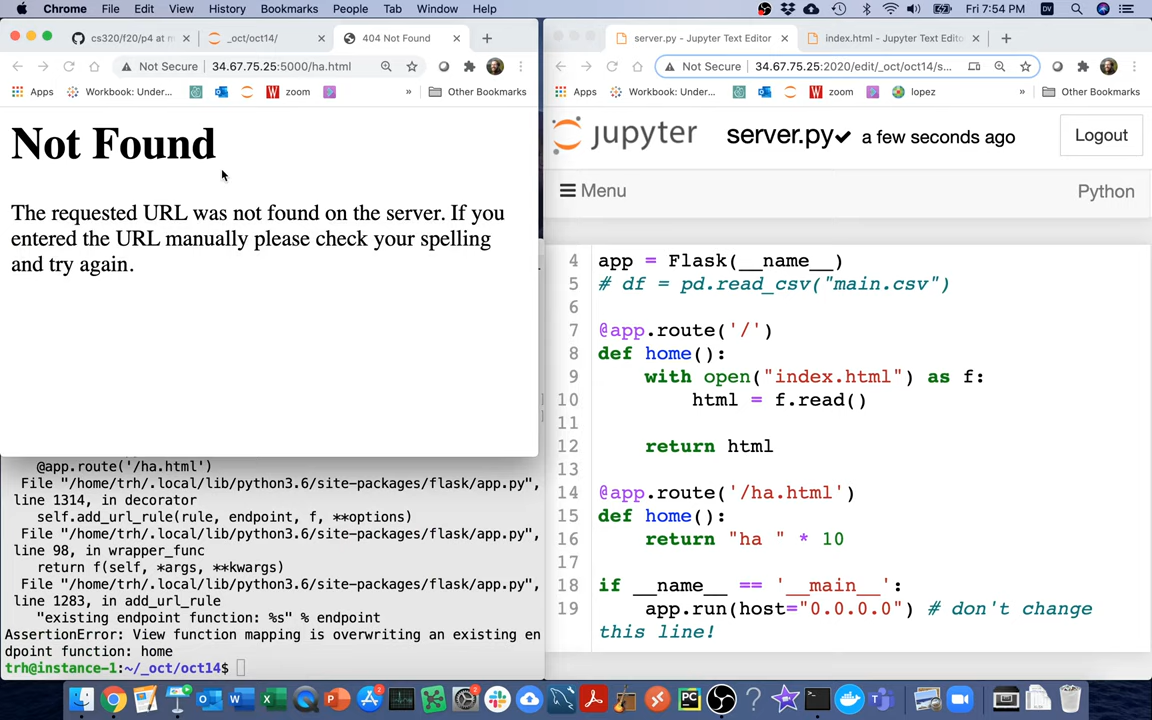 Chrome File Edit View History Bookmarks People Tab Window Help Fri 7:54 PM
cs320/f20/p4 at m
_oct/oct14/
404 Not Found
Not Secure 34.67.75.25:5000/ha.html
Apps Workbook: Under... zoom » Other Bookmarks
Not Found
The requested URL was not found on the server. If you
entered the URL manually please check your spelling
and try again.
@app.route('/ha.html')
File "/home/trh/.local/lib/python3.6/site-packages/flask/app.py",
line 1314, in decorator
self.add_url_rule(rule, endpoint, f, **options)
File "/home/trh/.local/lib/python3.6/site-packages/flask/app.py",
line 98, in wrapper_func
return f(self, *args, **kwargs)
File "/home/trh/.local/lib/python3.6/site-packages/flask/app.py",
line 1283, in add_url_rule
"existing endpoint function: %s" % endpoint
AssertionError: View function mapping is overwriting an existing en
dpoint function: home
trh@instance-1:~/_oct/oct14$
server.py - Jupyter Text Editor
index.html - Jupyter Text Edito
Not Secure 34.67.75.25:2020/edit/_oct/oct14/s...
Apps Workbook: Under... zoom lopez » Other Bookmarks
jupyter server.py a few seconds ago Logout
Menu Python
4 app = Flask(__name__)
5 # df = pd.read_csv("main.csv")
6
7 @app.route('/')
8 def home():
9 with open("index.html") as f:
10 html = f.read()
11
12 return html
13
14 @app.route('/ha.html')
15 def home():
16 return "ha " * 10
17
18 if __name__ == '__main__':
19 app.run(host="0.0.0.0") # don't change
this line!